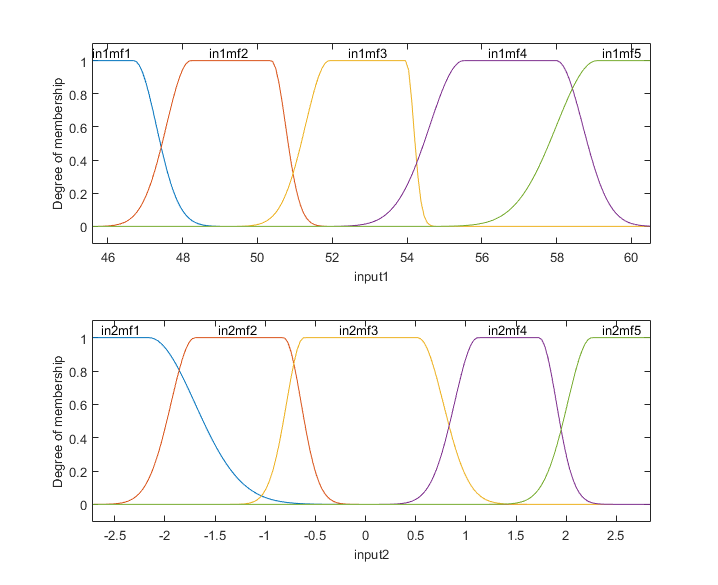 in1mf1 in1mf2 in1mf3 in1mf4 in1mf5
1
0.8
0.6
0.4
0.2
0
Degree of membership
46 48 50 52 54 56 58 60
input1
in2mf1 in2mf2 in2mf3 in2mf4 in2mf5
1
0.8
0.6
0.4
0.2
0
Degree of membership
-2.5 -2 -1.5 -1 -0.5 0 0.5 1 1.5 2 2.5
input2